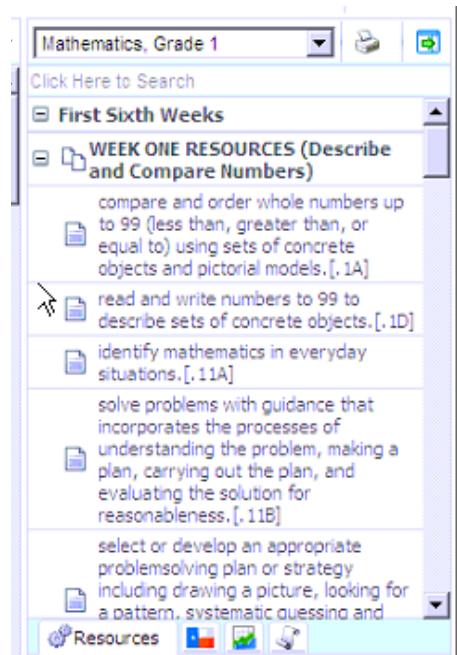 Mathematics, Grade 1
Click Here to Search
First Sixth Weeks
WEEK ONE RESOURCES (Describe
and Compare Numbers)
compare and order whole numbers up
to 99 (less than, greater than, or
equal to) using sets of concrete
objects and pictorial models.[. 1A]
read and write numbers to 99 to
describe sets of concrete objects.[. 1D]
identify mathematics in everyday
situations.[. 11A]
solve problems with guidance that
incorporates the processes of
understanding the problem, making a
plan, carrying out the plan, and
evaluating the solution for
reasonableness.[. 11B]
select or develop an appropriate
problemsolving plan or strategy
including drawing a picture, looking for
a pattern, systematic guessing and
Resources